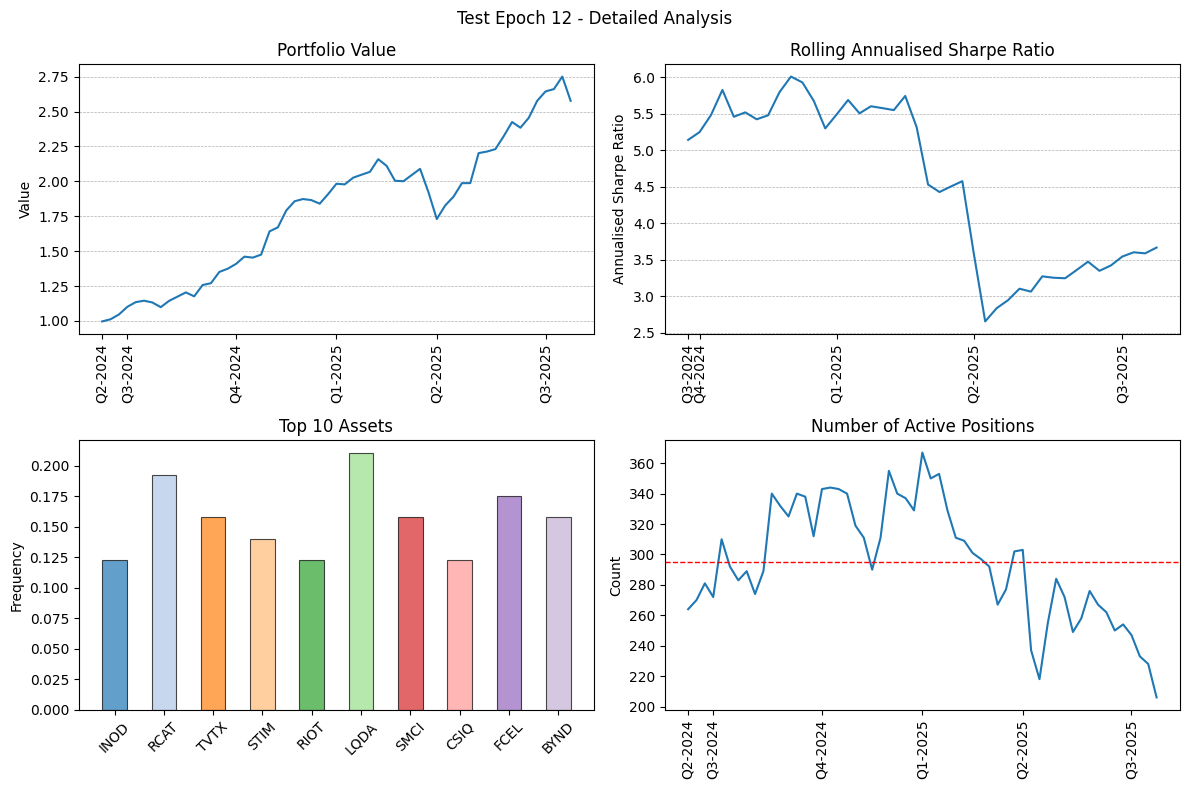 Test Epoch 12 - Detailed Analysis
Portfolio Value
Value
2.75
2.50
2.25
2.00
1.75
1.50
1.25
1.00
Q2-2024
Q3-2024
Q4-2024
Q1-2025
Q2-2025
Q3-2025
Rolling Annualised Sharpe Ratio
Annualised Sharpe Ratio
6.0
5.5
5.0
4.5
4.0
3.5
3.0
2.5
Q3-2024
Q4-2024
Q1-2025
Q2-2025
Q3-2025
Top 10 Assets
Frequency
0.200
0.175
0.150
0.125
0.100
0.075
0.050
0.025
0.000
INOD
RCAT
TVTX
STIM
RIOT
LQDA
SMCI
CSIQ
FCEL
BYND
Number of Active Positions
Count
360
340
320
300
280
260
240
220
200
Q2-2024
Q3-2024
Q4-2024
Q1-2025
Q2-2025
Q3-2025